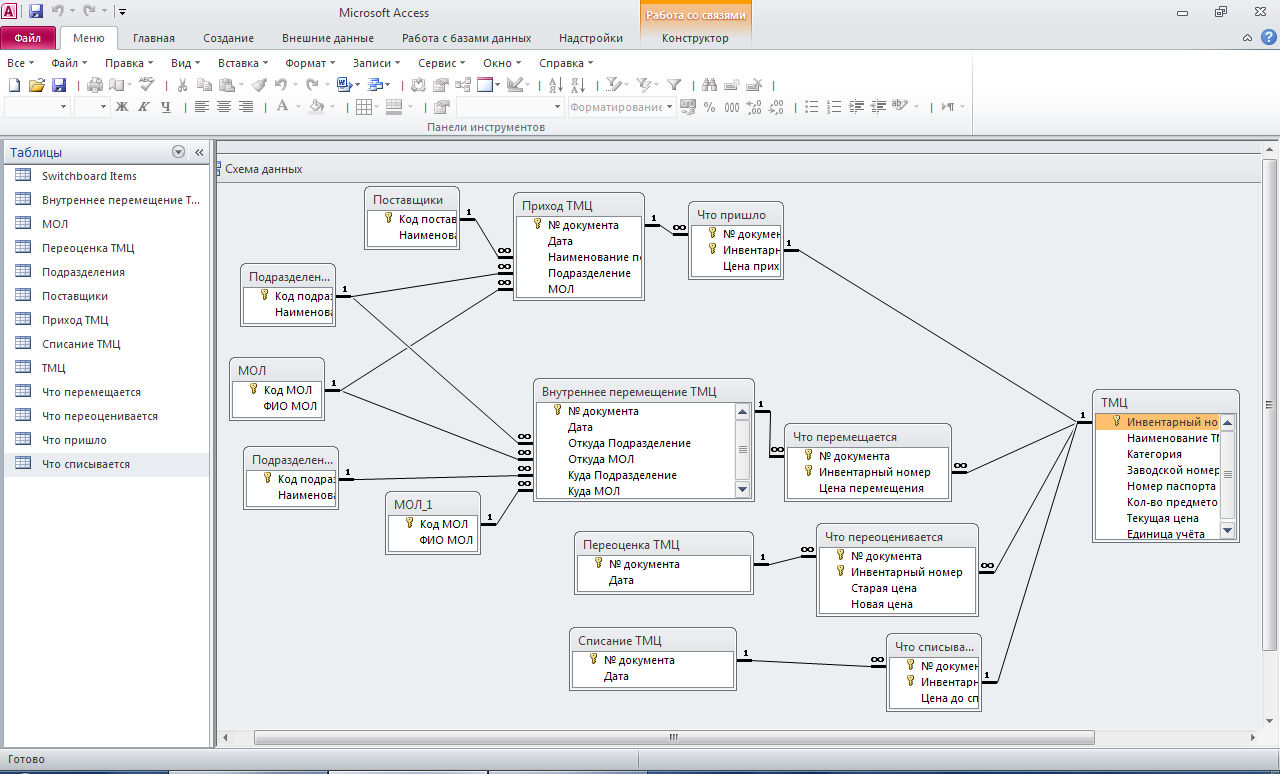 Microsoft Access
Работа со связями
Файл Меню Главная Создание Внешние данные Работа с базами данных Надстройки Конструктор
Все Файл Правка Вид Вставка Формат Записи Сервис Окно Справка
Ж К Ч A Форматирование % 000
Панели инструментов
Таблицы
Switchboard Items
Внутреннее перемещение Т...
МОЛ
Переоценка ТМЦ
Подразделения
Поставщики
Приход ТМЦ
Списание ТМЦ
ТМЦ
Что перемещается
Что переоценивается
Что пришло
Что списывается
Схема данных
Поставщики
Код постав
Наименова
Приход ТМЦ
№ документа
Дата
Наименование по
Подразделение
МОЛ
Что пришло
№ докумен
Инвентарн
Цена прих
Подразделен...
Код подраз
Наименова
МОЛ
Код МОЛ
ФИО МОЛ
Подразделен...
Код подраз
Наименова
МОЛ_1
Код МОЛ
ФИО МОЛ
Внутреннее перемещение ТМЦ
№ документа
Дата
Откуда Подразделение
Откуда МОЛ
Куда Подразделение
Куда МОЛ
Что перемещается
№ документа
Инвентарный номер
Цена перемещения
ТМЦ
Инвентарный но
Наименование ТМ
Категория
Заводской номер
Номер паспорта
Кол-во предмето
Текущая цена
Единица учёта
Переоценка ТМЦ
№ документа
Дата
Что переоценивается
№ документа
Инвентарный номер
Старая цена
Новая цена
Списание ТМЦ
№ документа
Дата
Что списыва...
№ докумен
Инвентарн
Цена до сп
Готово